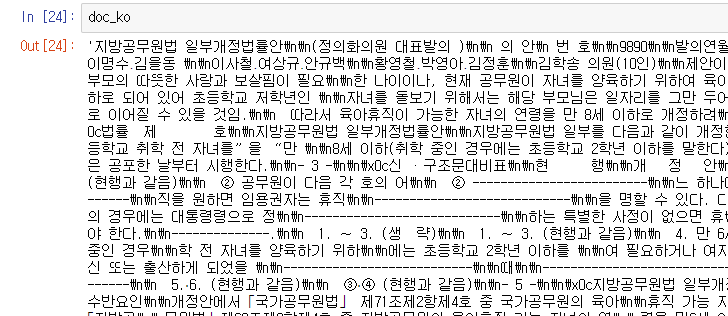 In [24]: doc_ko
Out[24]: '지방공무원법 일부개정법률안₩n₩n(정의화의원 대표발의 )₩n₩n 의 안₩n 번 호₩n₩n9890₩n₩n발의연월
이명수.김을동 ₩n₩n이사철.여상규.안규백₩n₩n황영철.박영아.김정훈₩n₩n김학송 의원(10인)₩n₩n제안이
부모의 따뜻한 사랑과 보살핌이 필요₩n₩n한 나이이나, 현재 공무원이 자녀를 양육하기 위하여 육아
하로 되어 있어 초등학교 저학년인 ₩n₩n자녀를 돌보기 위해서는 해당 부모님은 일자리를 그만 두어
로 이어질 수 있을 것임.₩n₩n  따라서 육아휴직이 가능한 자녀의 연령을 만 8세 이하로 개정하려₩n
0c법률  제        호₩n₩n지방공무원법 일부개정법률안₩n₩n지방공무원법 일부를 다음과 같이 개정한
등학교 취학 전 자녀를” 을  “만 ₩n₩n8세 이하(취학 중인 경우에는 초등학교 2학년 이하를 말한다)
은 공포한 날부터 시행한다.₩n₩n- 3 -₩n₩n₩x0c신 · 구조문대비표₩n₩n현      행₩n₩n개  정  안₩
(현행과 같음)₩n₩n  ② 공무원이 다음 각 호의 어₩n₩n  ② --------------------------₩n₩n느 하나에
------₩n₩n직을 원하면 임용권자는 휴직₩n₩n-----------------------------₩n₩n을 명할 수 있다. 다
의 경우에는 대통령령으로 정₩n₩n-----------------------------₩n₩n하는 특별한 사정이 없으면 휴
야 한다.₩n₩n--------------.₩n₩n  1. ~ 3. (생  략)₩n₩n  1. ~ 3. (현행과 같음)₩n₩n  4. 만 6세
중인 경우₩n₩n학 전 자녀를 양육하기 위하₩n₩n에는 초등학교 2학년 이하를 ₩n₩n여 필요하거나 여자
신 또는 출산하게 되었을 ₩n₩n----------------------------₩n₩n때₩n₩n---------------------------
------₩n₩n  5.·6. (현행과 같음)₩n₩n  ③·④ (현행과 같음)₩n₩n- 5 -₩n₩n₩x0c지방공무원법 일부개
수반요인₩n₩n개정안에서 「국가공무원법」 제71조제2항제4호 중 국가공무원의 육아₩n₩n휴직 가능 자